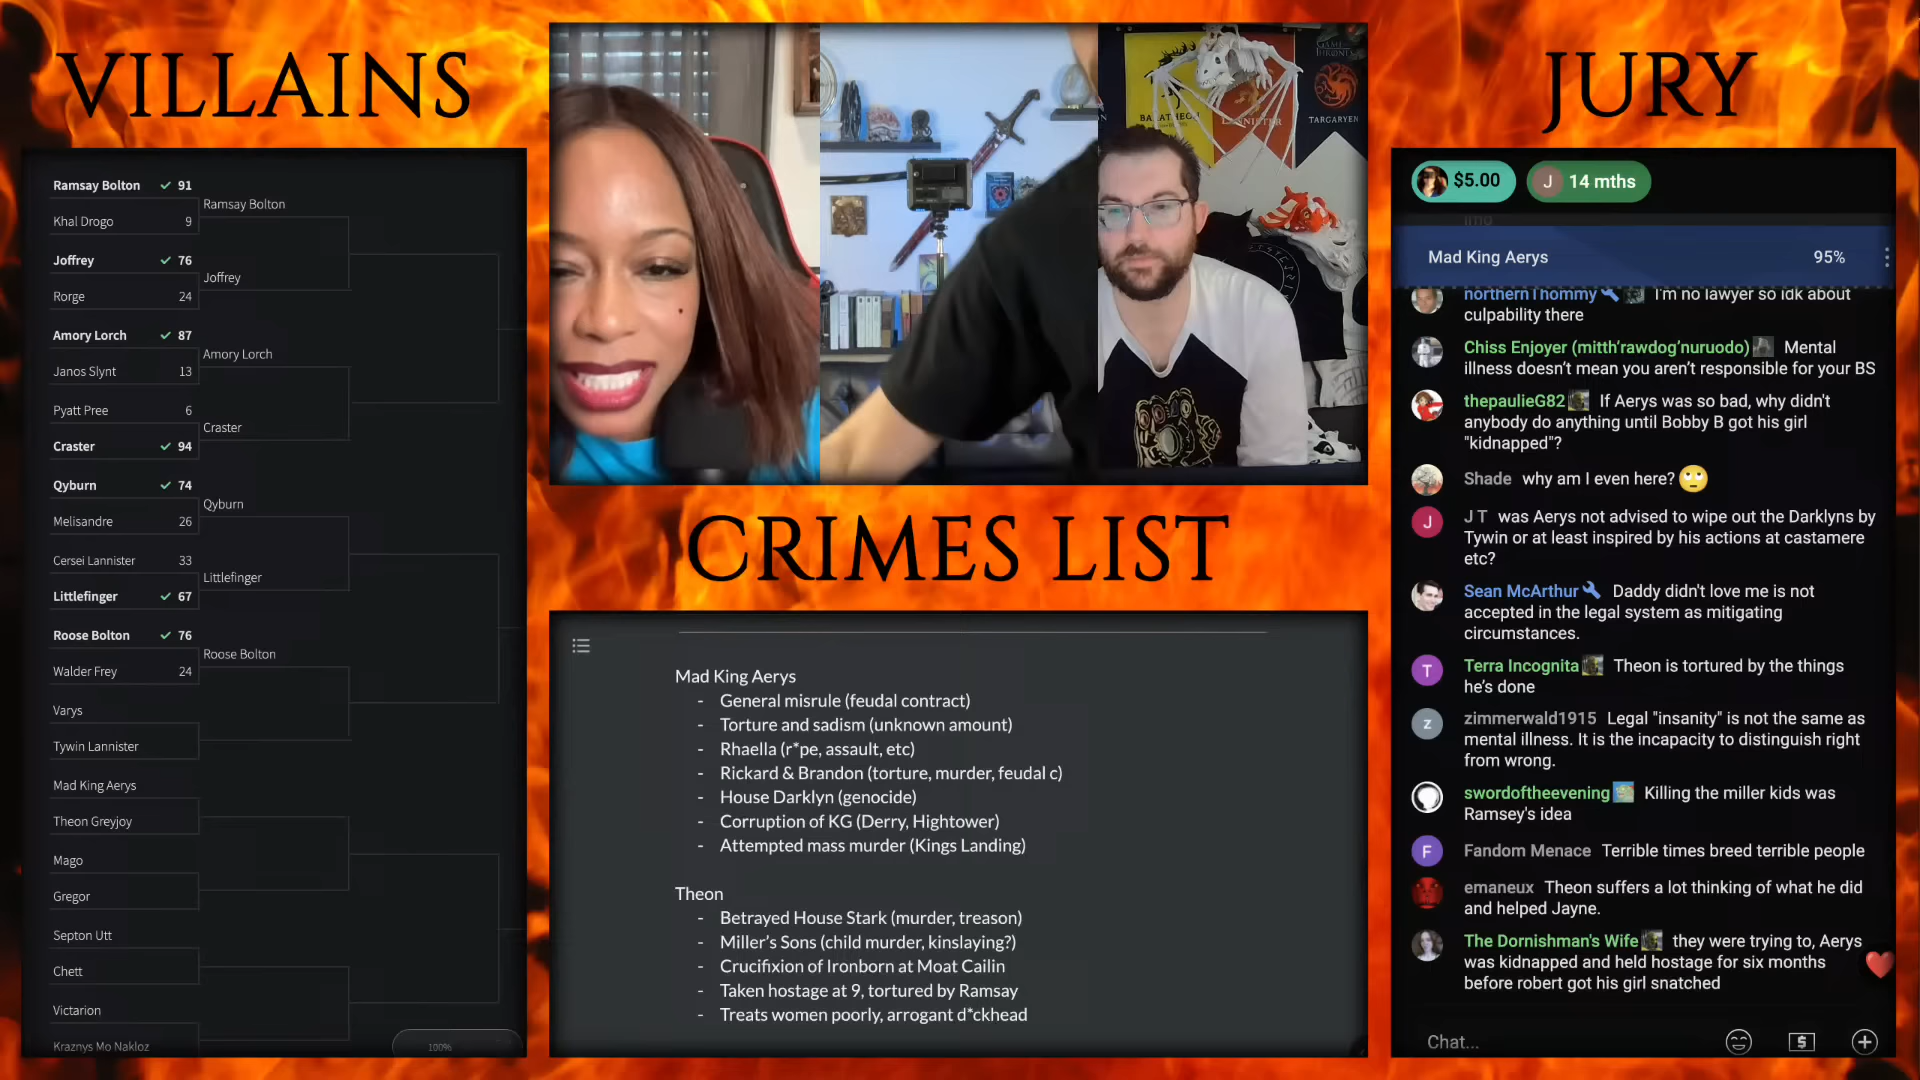 VILLAINS
Ramsay Bolton ✓ 91
Khal Drogo 9
Ramsay Bolton
Joffrey ✓ 76
Rorge 24
Joffrey
Amory Lorch ✓ 87
Janos Slynt 13
Amory Lorch
Pyatt Pree 6
Craster ✓ 94
Craster
Qyburn ✓ 74
Melisandre 26
Qyburn
Cersei Lannister 33
Littlefinger ✓ 67
Littlefinger
Roose Bolton ✓ 76
Walder Frey 24
Roose Bolton
Varys
Tywin Lannister
Mad King Aerys
Theon Greyjoy
Mago
Gregor
Septon Utt
Chett
Victarion
Kraznys Mo Nakloz
100%
GAME
THRONES
BARATHEON
LANNISTER
TARGARYEN
CRIMES LIST
Mad King Aerys
- General misrule (feudal contract)
- Torture and sadism (unknown amount)
- Rhaella (r*pe, assault, etc)
- Rickard & Brandon (torture, murder, feudal c)
- House Darklyn (genocide)
- Corruption of KG (Derry, Hightower)
- Attempted mass murder (Kings Landing)
Theon
- Betrayed House Stark (murder, treason)
- Miller's Sons (child murder, kinslaying?)
- Crucifixion of Ironborn at Moat Cailin
- Taken hostage at 9, tortured by Ramsay
- Treats women poorly, arrogant d*ckhead
JURY
$5.00
J 14 mths
imo
Mad King Aerys 95%
northernThommy I'm no lawyer so idk about
culpability there
Chiss Enjoyer (mitth'rawdog'nuruodo) Mental
illness doesn't mean you aren't responsible for your BS
thepaulieG82 If Aerys was so bad, why didn't
anybody do anything until Bobby B got his girl
"kidnapped"?
Shade why am I even here? 🙄
J
J T was Aerys not advised to wipe out the Darklyns by
Tywin or at least inspired by his actions at castamere
etc?
Sean McArthur Daddy didn't love me is not
accepted in the legal system as mitigating
circumstances.
T
Terra Incognita Theon is tortured by the things
he's done
z
zimmerwald1915 Legal "insanity" is not the same as
mental illness. It is the incapacity to distinguish right
from wrong.
swordoftheevening Killing the miller kids was
Ramsey's idea
F
Fandom Menace Terrible times breed terrible people
emaneux Theon suffers a lot thinking of what he did
and helped Jayne.
The Dornishman's Wife they were trying to, Aerys
was kidnapped and held hostage for six months
before robert got his girl snatched
Chat...
$